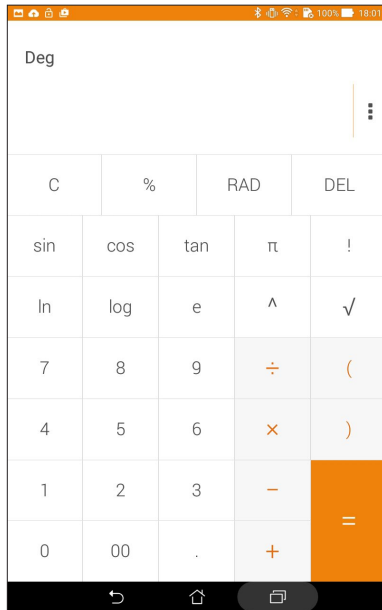 100% 18:01
Deg
C % RAD DEL
sin cos tan π !
ln log e ^ √
7 8 9 ÷ (
4 5 6 × )
1 2 3 −
=
0 00 . +